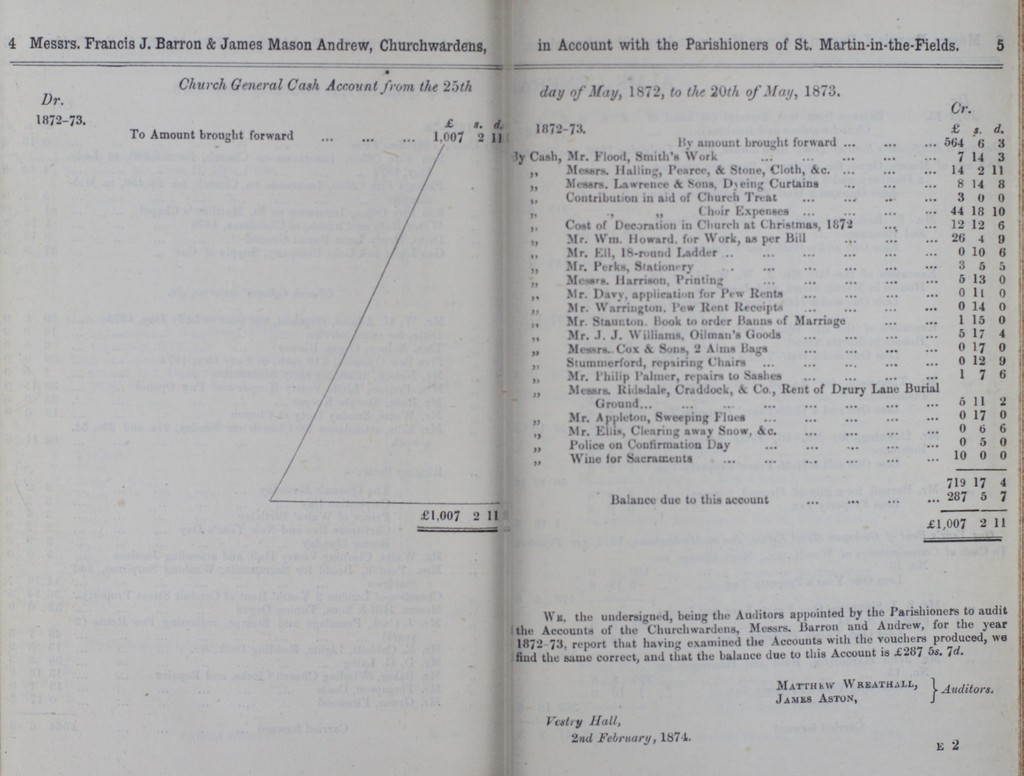 4 Messrs. Francis J. Barron & James Mason Andrew, Churchwardens,
Church General Cash Account from the 25th
Dr.
1872-73.
£ s. d.
To Amount brought forward ... ... ... 1,007 2 11
£1,007 2 11
in Account with the Parishioners of St. Martin-in-the-Fields. 5
day of May, 1872, to the 20th of May, 1873.
Cr.
1872-73. £ s. d.
By amount brought forward ... ... ... 564 6 3
By Cash, Mr. Flood, Smith's Work ... ... ... ... ... 7 14 3
„ Messrs. Halling, Pearce, & Stone, Cloth, &c. ... ... ... 14 2 11
„ Messrs. Lawrence & Sons, Dyeing Curtains ... ... ... 8 14 8
„ Contribution in aid of Church Treat ... ... ... ... 3 0 0
„ „ „ Choir Expenses ... ... ... ... 44 18 10
„ Cost of Decoration in Church at Christmas, 1872 ... ... 12 12 6
„ Mr. Wm. Howard, for Work, as per Bill ... ... ... 26 4 9
„ Mr. Ell, 18-round Ladder ... ... ... ... ... ... 0 10 6
„ Mr. Perks, Stationery ... ... ... ... ... ... 3 5 5
„ Messrs. Harrison, Printing ... ... ... ... ... 5 13 0
„ Mr. Davy, application for Pew Rents ... ... ... ... 0 11 0
„ Mr. Warrington, Pew Rent Receipts ... ... ... ... 0 14 0
„ Mr. Staunton, Book to order Banns of Marriage ... ... 1 15 0
„ Mr. J. J. Williams, Oilman's Goods ... ... ... ... 5 17 4
„ Messrs. Cox & Sons, 2 Alms Bags ... ... ... ... 0 17 0
„ Stummerford, repairing Chairs ... ... ... ... ... 0 12 9
„ Mr. Philip Palmer, repairs to Sashes ... ... ... ... 1 7 6
„ Messrs. Ridsdale, Craddock, & Co., Rent of Drury Lane Burial
Ground... ... ... ... ... ... ... ... 5 11 2
„ Mr. Appleton, Sweeping Flues ... ... ... ... ... 0 17 0
„ Mr. Ellis, Clearing away Snow, &c. ... ... ... ... 0 6 6
„ Police on Confirmation Day ... ... ... ... ... 0 5 0
„ Wine for Sacraments ... ... ... ... ... ... 10 0 0
719 17 4
Balance due to this account ... ... ... ... 287 5 7
£1,007 2 11
WE, the undersigned, being the Auditors appointed by the Parishioners to audit
the Accounts of the Churchwardens, Messrs. Barron and Andrew, for the year
1872-73, report that having examined the Accounts with the vouchers produced, we
find the same correct, and that the balance due to this Account is £287 5s. 7d.
MATTHEW WREATHALL, } Auditors.
JAMES ASTON,
Vestry Hall,
2nd February, 1874.
E 2